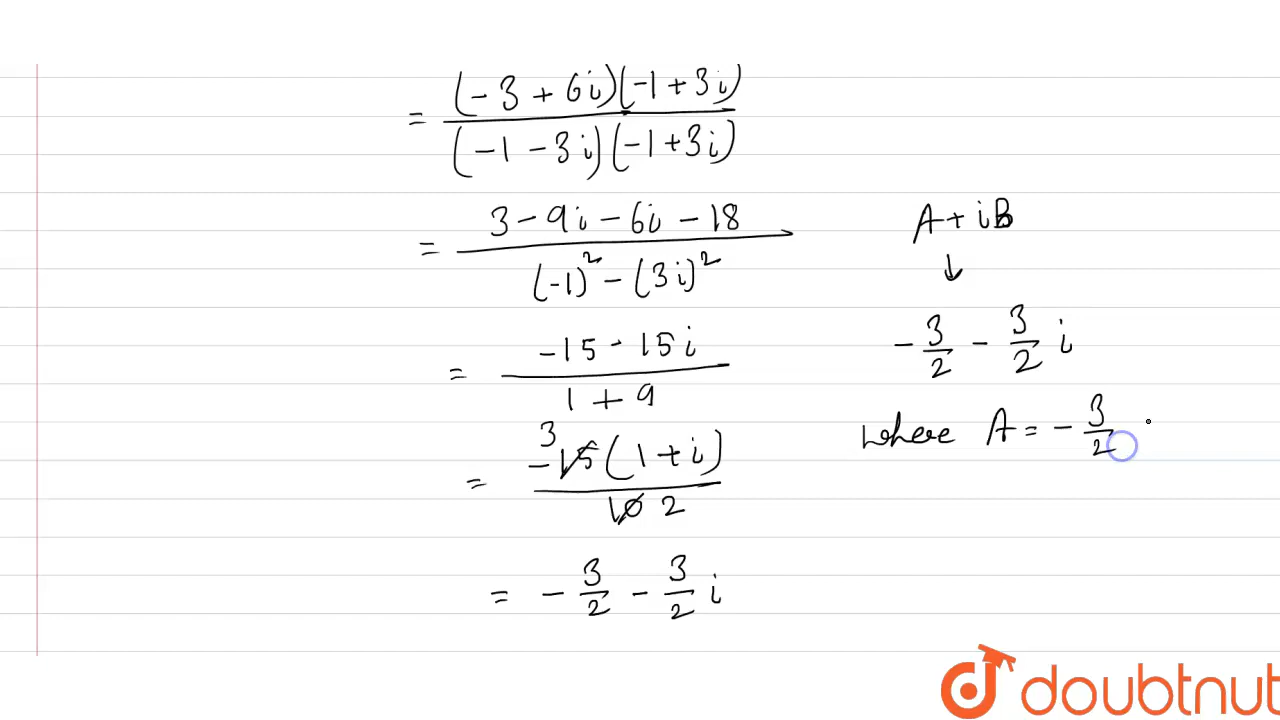 = (-3 + 6i)(-1 + 3i) / (-1 - 3i)(-1 + 3i)
= 3 - 9i - 6i - 18 / (-1)² - (3i)²
= -15 - 15i / 1 + 9
= -15 3 (1 + i) / 10 2
= - 3/2 - 3/2 i
A + iB
↓
- 3/2 - 3/2 i
where A = - 3/2
doubtnut